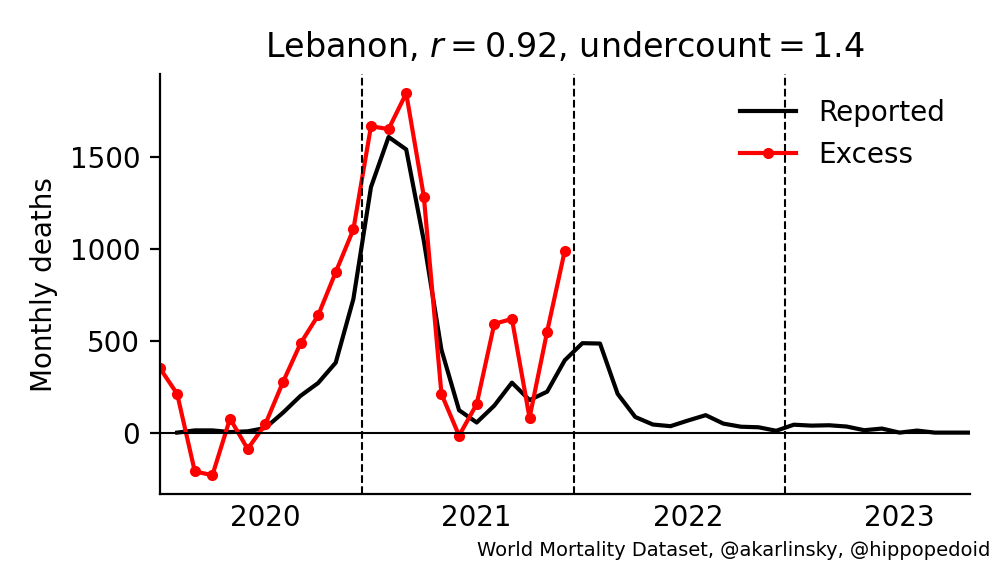 Lebanon, r = 0.92, undercount = 1.4
Reported
Excess
Monthly deaths
1500
1000
500
0
2020 2021 2022 2023
World Mortality Dataset, @akarlinsky, @hippopedoid